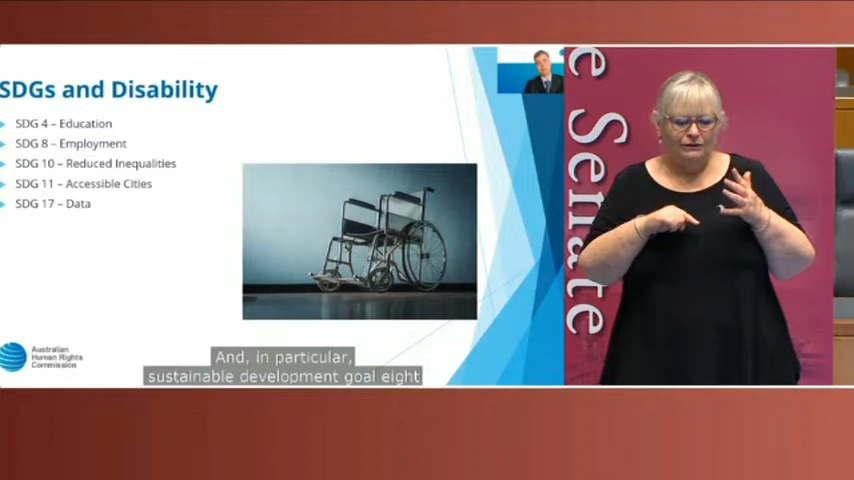 SDGs and Disability
SDG 4 – Education
SDG 8 – Employment
SDG 10 – Reduced Inequalities
SDG 11 – Accessible Cities
SDG 17 – Data
Australian
Human Rights
Commission
And, in particular,
sustainable development goal eight
e Senate